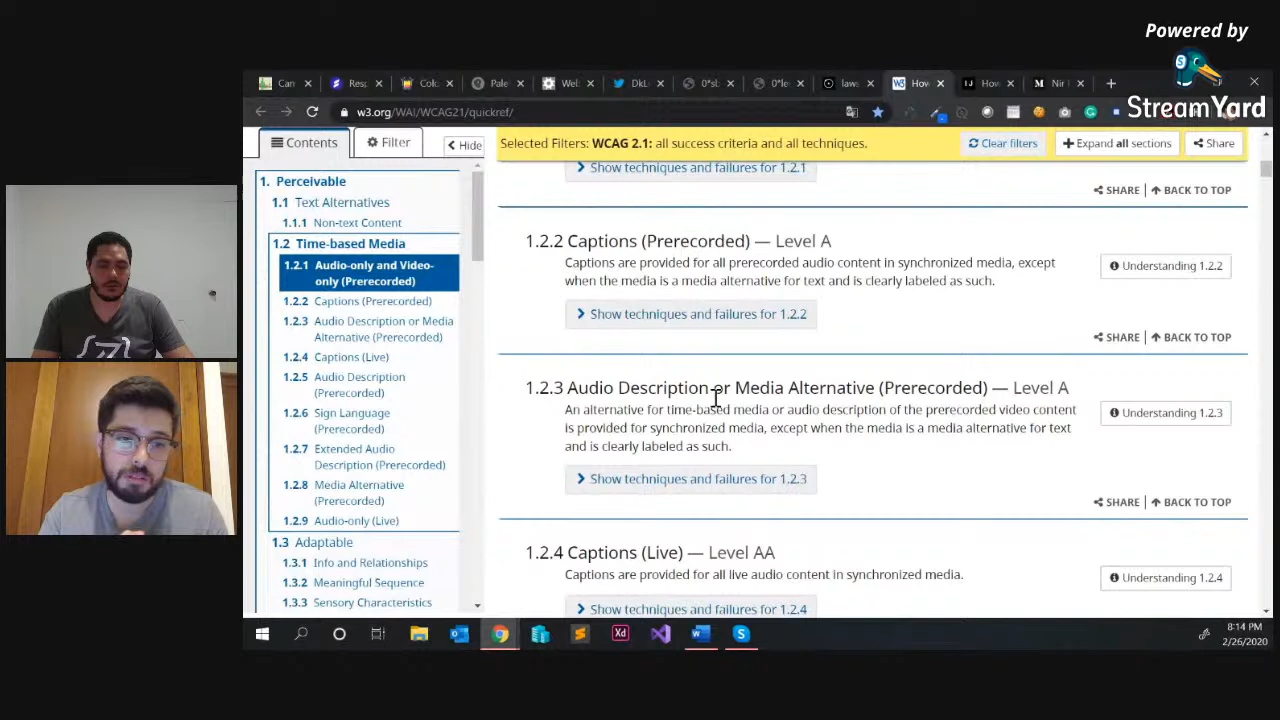 Powered by
StreamYard
Can
Res
Colo
Pale
Web
DkL
0*sb
0*le
laws
How
How
Nir
w3.org/WAI/WCAG21/quickref/
Contents
Filter
Hide
Selected Filters: WCAG 2.1: all success criteria and all techniques.
Clear filters
Expand all sections
Share
1. Perceivable
1.1 Text Alternatives
1.1.1 Non-text Content
1.2 Time-based Media
1.2.1 Audio-only and Video-
only (Prerecorded)
1.2.2 Captions (Prerecorded)
1.2.3 Audio Description or Media
Alternative (Prerecorded)
1.2.4 Captions (Live)
1.2.5 Audio Description
(Prerecorded)
1.2.6 Sign Language
(Prerecorded)
1.2.7 Extended Audio
Description (Prerecorded)
1.2.8 Media Alternative
(Prerecorded)
1.2.9 Audio-only (Live)
1.3 Adaptable
1.3.1 Info and Relationships
1.3.2 Meaningful Sequence
1.3.3 Sensory Characteristics
Show techniques and failures for 1.2.1
SHARE | BACK TO TOP
1.2.2 Captions (Prerecorded) — Level A
Captions are provided for all prerecorded audio content in synchronized media, except
when the media is a media alternative for text and is clearly labeled as such.
Understanding 1.2.2
Show techniques and failures for 1.2.2
SHARE | BACK TO TOP
1.2.3 Audio Description or Media Alternative (Prerecorded) — Level A
An alternative for time-based media or audio description of the prerecorded video content
is provided for synchronized media, except when the media is a media alternative for text
and is clearly labeled as such.
Understanding 1.2.3
Show techniques and failures for 1.2.3
SHARE | BACK TO TOP
1.2.4 Captions (Live) — Level AA
Captions are provided for all live audio content in synchronized media.
Understanding 1.2.4
Show techniques and failures for 1.2.4
8:14 PM
2/26/2020